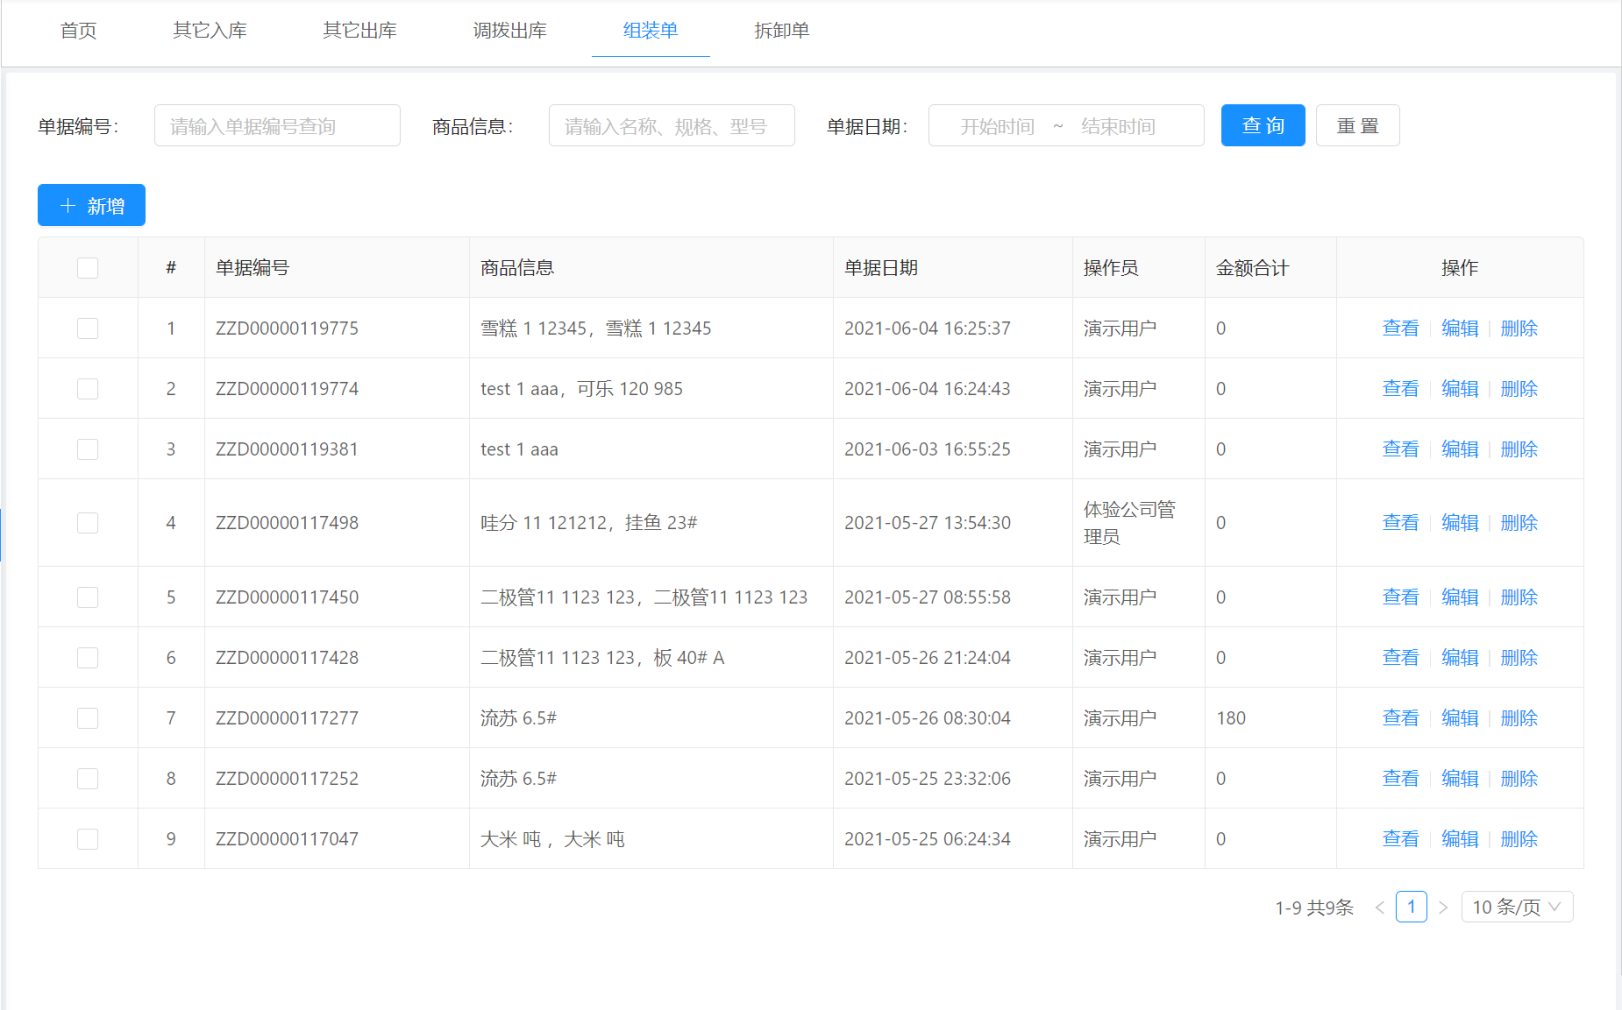 首页 其它入库 其它出库 调拨出库 组装单 拆卸单
单据编号： 请输入单据编号查询 商品信息： 请输入名称、规格、型号 单据日期： 开始时间 ~ 结束时间 查 询 重 置
+ 新增
# 单据编号 商品信息 单据日期 操作员 金额合计 操作
1 ZZD00000119775 雪糕 1 12345，雪糕 1 12345 2021-06-04 16:25:37 演示用户 0 查看 编辑 删除
2 ZZD00000119774 test 1 aaa，可乐 120 985 2021-06-04 16:24:43 演示用户 0 查看 编辑 删除
3 ZZD00000119381 test 1 aaa 2021-06-03 16:55:25 演示用户 0 查看 编辑 删除
4 ZZD00000117498 哇分 11 121212，挂鱼 23# 2021-05-27 13:54:30 体验公司管
理员 0 查看 编辑 删除
5 ZZD00000117450 二极管11 1123 123，二极管11 1123 123 2021-05-27 08:55:58 演示用户 0 查看 编辑 删除
6 ZZD00000117428 二极管11 1123 123，板 40# A 2021-05-26 21:24:04 演示用户 0 查看 编辑 删除
7 ZZD00000117277 流苏 6.5# 2021-05-26 08:30:04 演示用户 180 查看 编辑 删除
8 ZZD00000117252 流苏 6.5# 2021-05-25 23:32:06 演示用户 0 查看 编辑 删除
9 ZZD00000117047 大米 吨 ，大米 吨 2021-05-25 06:24:34 演示用户 0 查看 编辑 删除
1-9 共9条 < 1 > 10 条/页